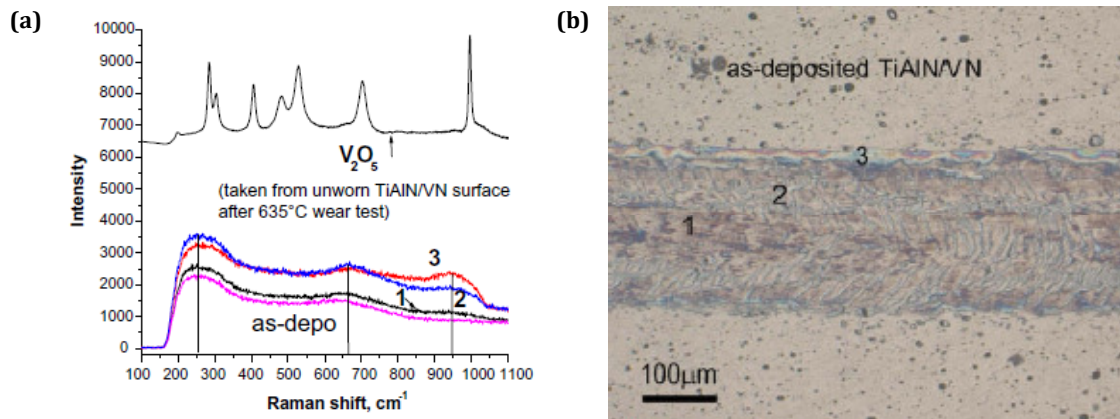 (a)
10000
9000
8000
7000
6000
5000
4000
3000
2000
1000
0
Intensity
V₂O₅
(taken from unworn TiAlN/VN surface
after 635°C wear test)
3
1
2
as-depo
100 200 300 400 500 600 700 800 900 1000 1100
Raman shift, cm⁻¹
(b)
as-deposited TiAlN/VN
3
2
1
100µm